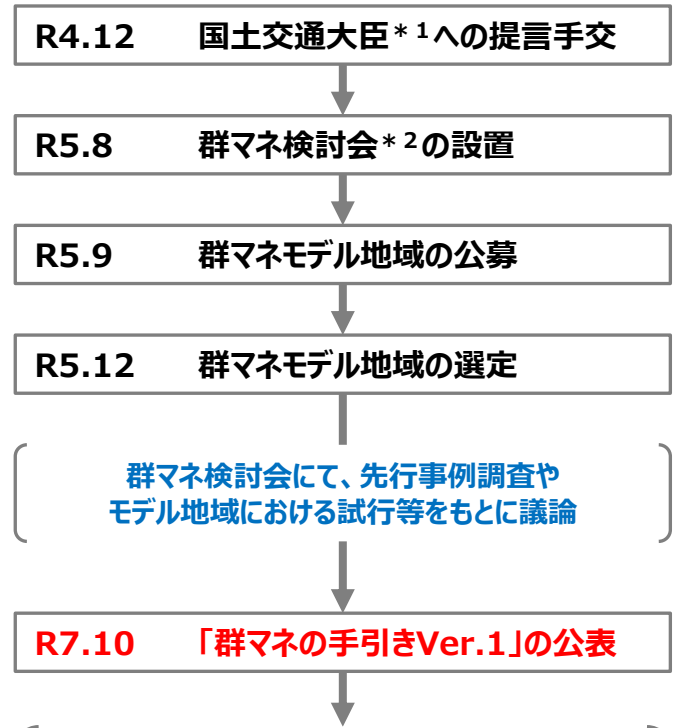 R4.12 国土交通大臣*1への提言手交
R5.8 群マネ検討会*2の設置
R5.9 群マネモデル地域の公募
R5.12 群マネモデル地域の選定
群マネ検討会にて、先行事例調査や
モデル地域における試行等をもとに議論
R7.10 「群マネの手引きVer.1」の公表